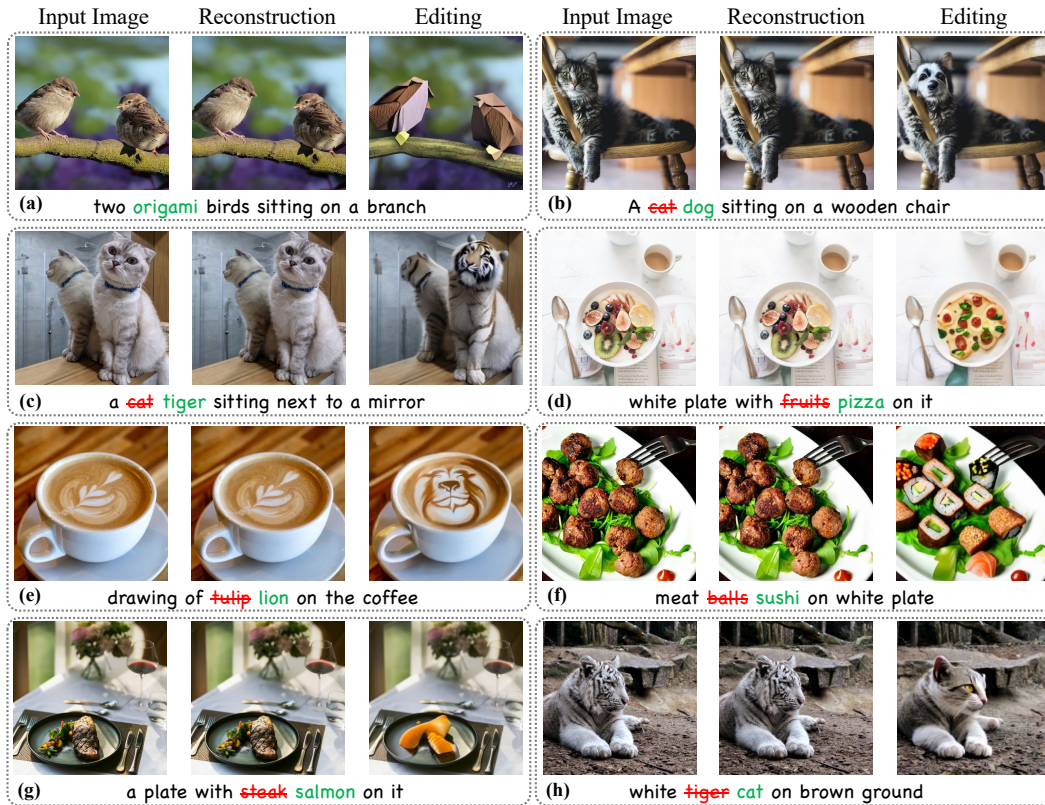 Input Image Reconstruction Editing Input Image Reconstruction Editing
(a) two origami birds sitting on a branch
(b) A cat dog sitting on a wooden chair
(c) a cat tiger sitting next to a mirror
(d) white plate with fruits pizza on it
(e) drawing of tulip lion on the coffee
(f) meat balls sushi on white plate
(g) a plate with steak salmon on it
(h) white tiger cat on brown ground